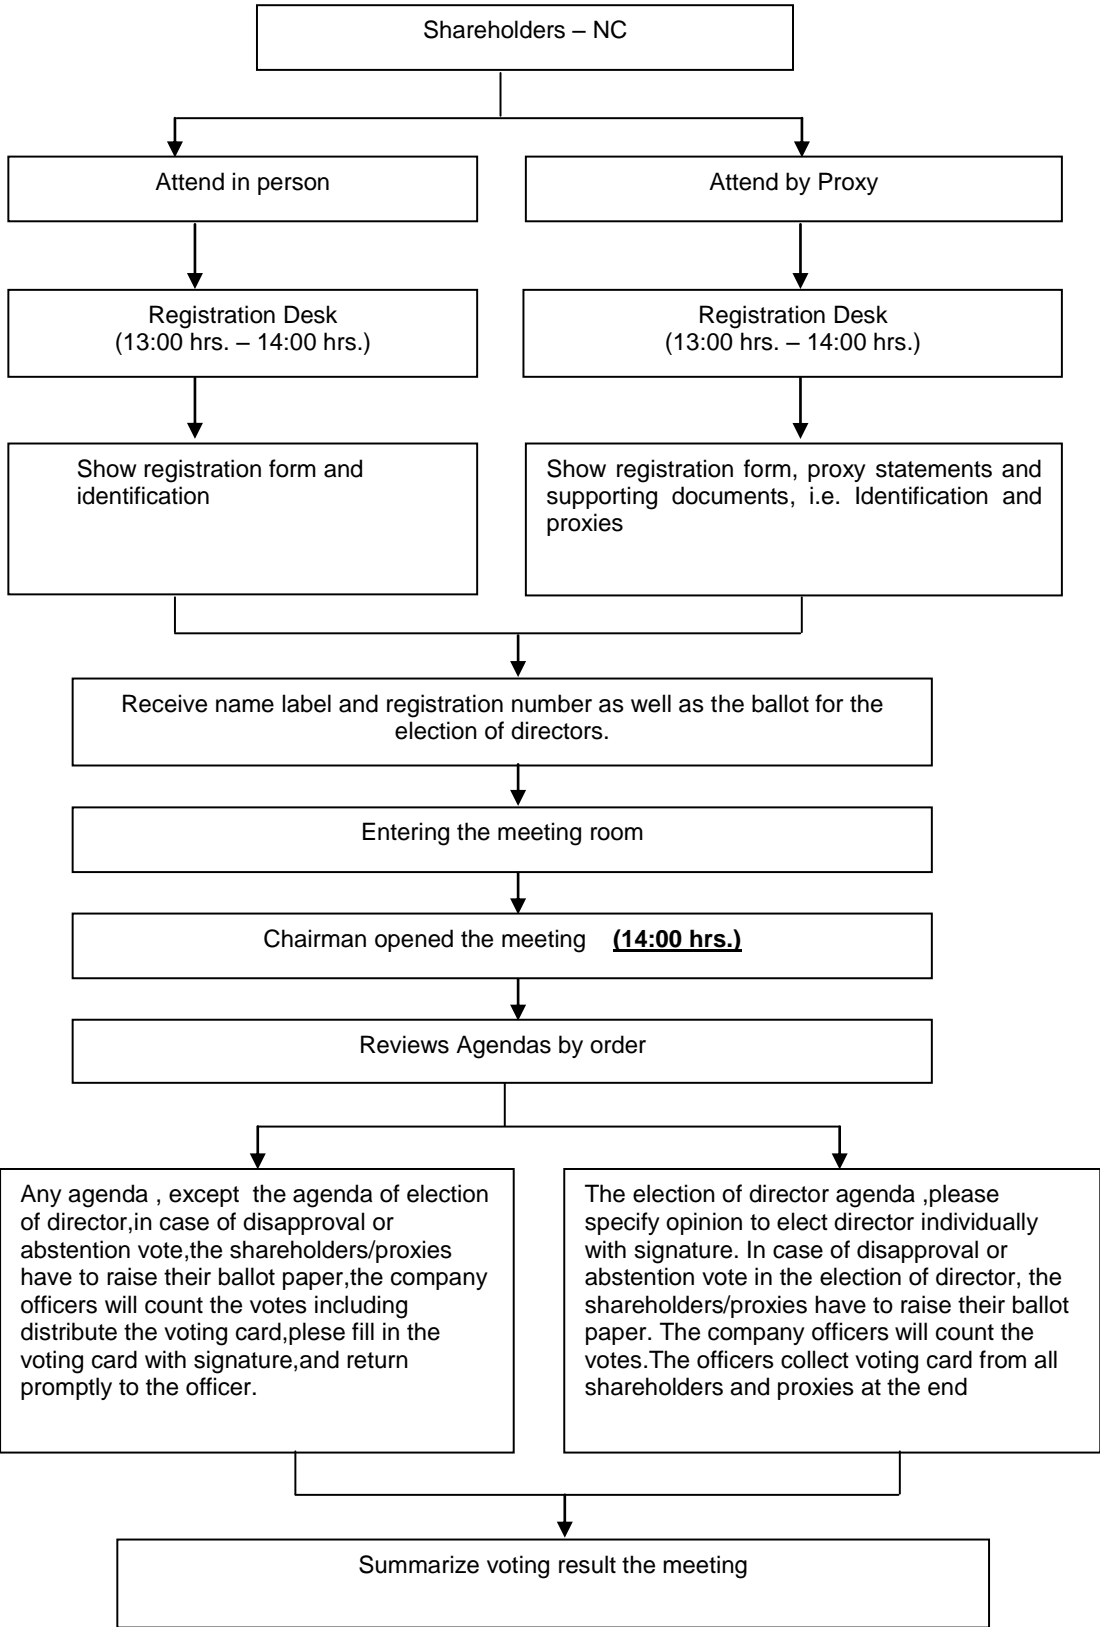 Shareholders – NC
Attend in person
Attend by Proxy
Registration Desk
(13:00 hrs. – 14:00 hrs.)
Registration Desk
(13:00 hrs. – 14:00 hrs.)
Show registration form and
identification
Show registration form, proxy statements and
supporting documents, i.e. Identification and
proxies
Receive name label and registration number as well as the ballot for the
election of directors.
Entering the meeting room
Chairman opened the meeting (14:00 hrs.)
Reviews Agendas by order
Any agenda , except the agenda of election
of director,in case of disapproval or
abstention vote,the shareholders/proxies
have to raise their ballot paper,the company
officers will count the votes including
distribute the voting card,plese fill in the
voting card with signature,and return
promptly to the officer.
The election of director agenda ,please
specify opinion to elect director individually
with signature. In case of disapproval or
abstention vote in the election of director, the
shareholders/proxies have to raise their ballot
paper. The company officers will count the
votes.The officers collect voting card from all
shareholders and proxies at the end
Summarize voting result the meeting